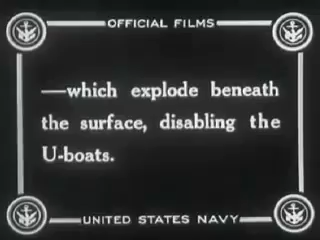 OFFICIAL FILMS
—which explode beneath
the surface, disabling the
U-boats.
UNITED STATES NAVY